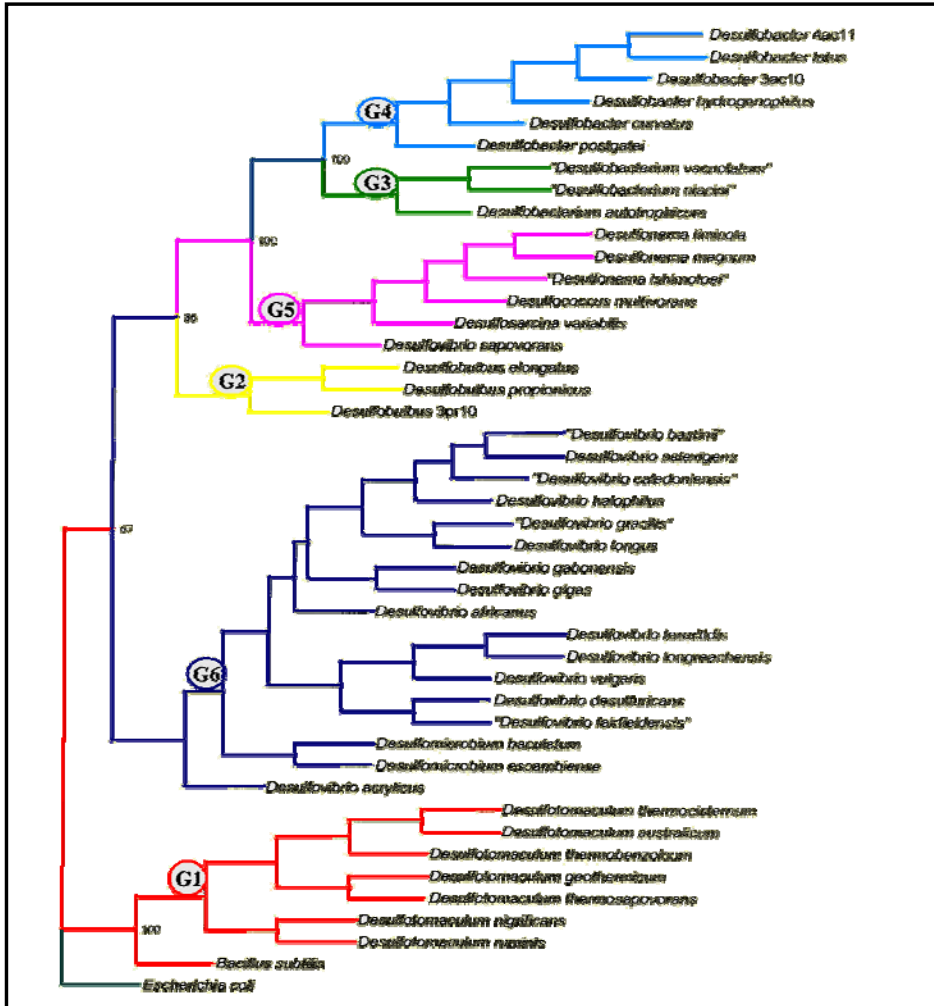 Desulfobacter 4ac11
Desulfobacter latus
Desulfobacter 3ac10
Desulfobacter hydrogenophilus
G4
Desulfobacter curvatus
Desulfobacter postgatei
100
"Desulfobacterium vacuolatum"
G3
"Desulfobacterium niacini"
Desulfobacterium autotrophicum
Desulfonema limicola
100
Desulfonema magnum
"Desulfonema ishimotoei"
Desulfococcus multivorans
G5
Desulfosarcina variabilis
Desulfovibrio sapovorans
Desulfobulbus elongatus
G2
Desulfobulbus propionicus
Desulfobulbus 3pr10
"Desulfovibrio bastinii"
Desulfovibrio salexigens
"Desulfovibrio caledoniensis"
Desulfovibrio halophilus
"Desulfovibrio gracilis"
Desulfovibrio longus
Desulfovibrio gabonensis
Desulfovibrio gigas
Desulfovibrio africanus
Desulfovibrio termitidis
Desulfovibrio longreachensis
G6
Desulfovibrio vulgaris
Desulfovibrio desulfuricans
"Desulfovibrio fairfieldensis"
Desulfomicrobium baculatum
Desulfomicrobium escambiense
Desulfovibrio acrylicus
Desulfotomaculum thermocisternum
Desulfotomaculum australicum
Desulfotomaculum thermobenzoicum
G1
Desulfotomaculum geothermicum
Desulfotomaculum thermosapovorans
Desulfotomaculum nigrificans
100
Desulfotomaculum ruminis
Bacillus subtilis
Escherichia coli